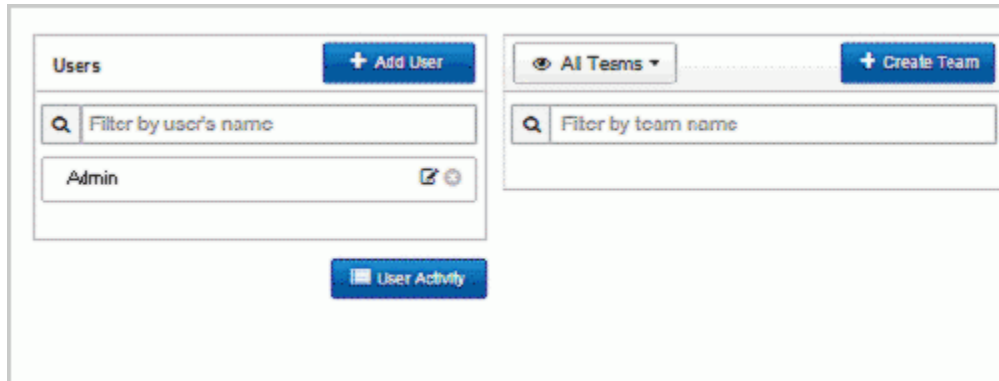 Users
+ Add User
Filter by user's name
Admin
User Activity
All Teams
+ Create Team
Filter by team name